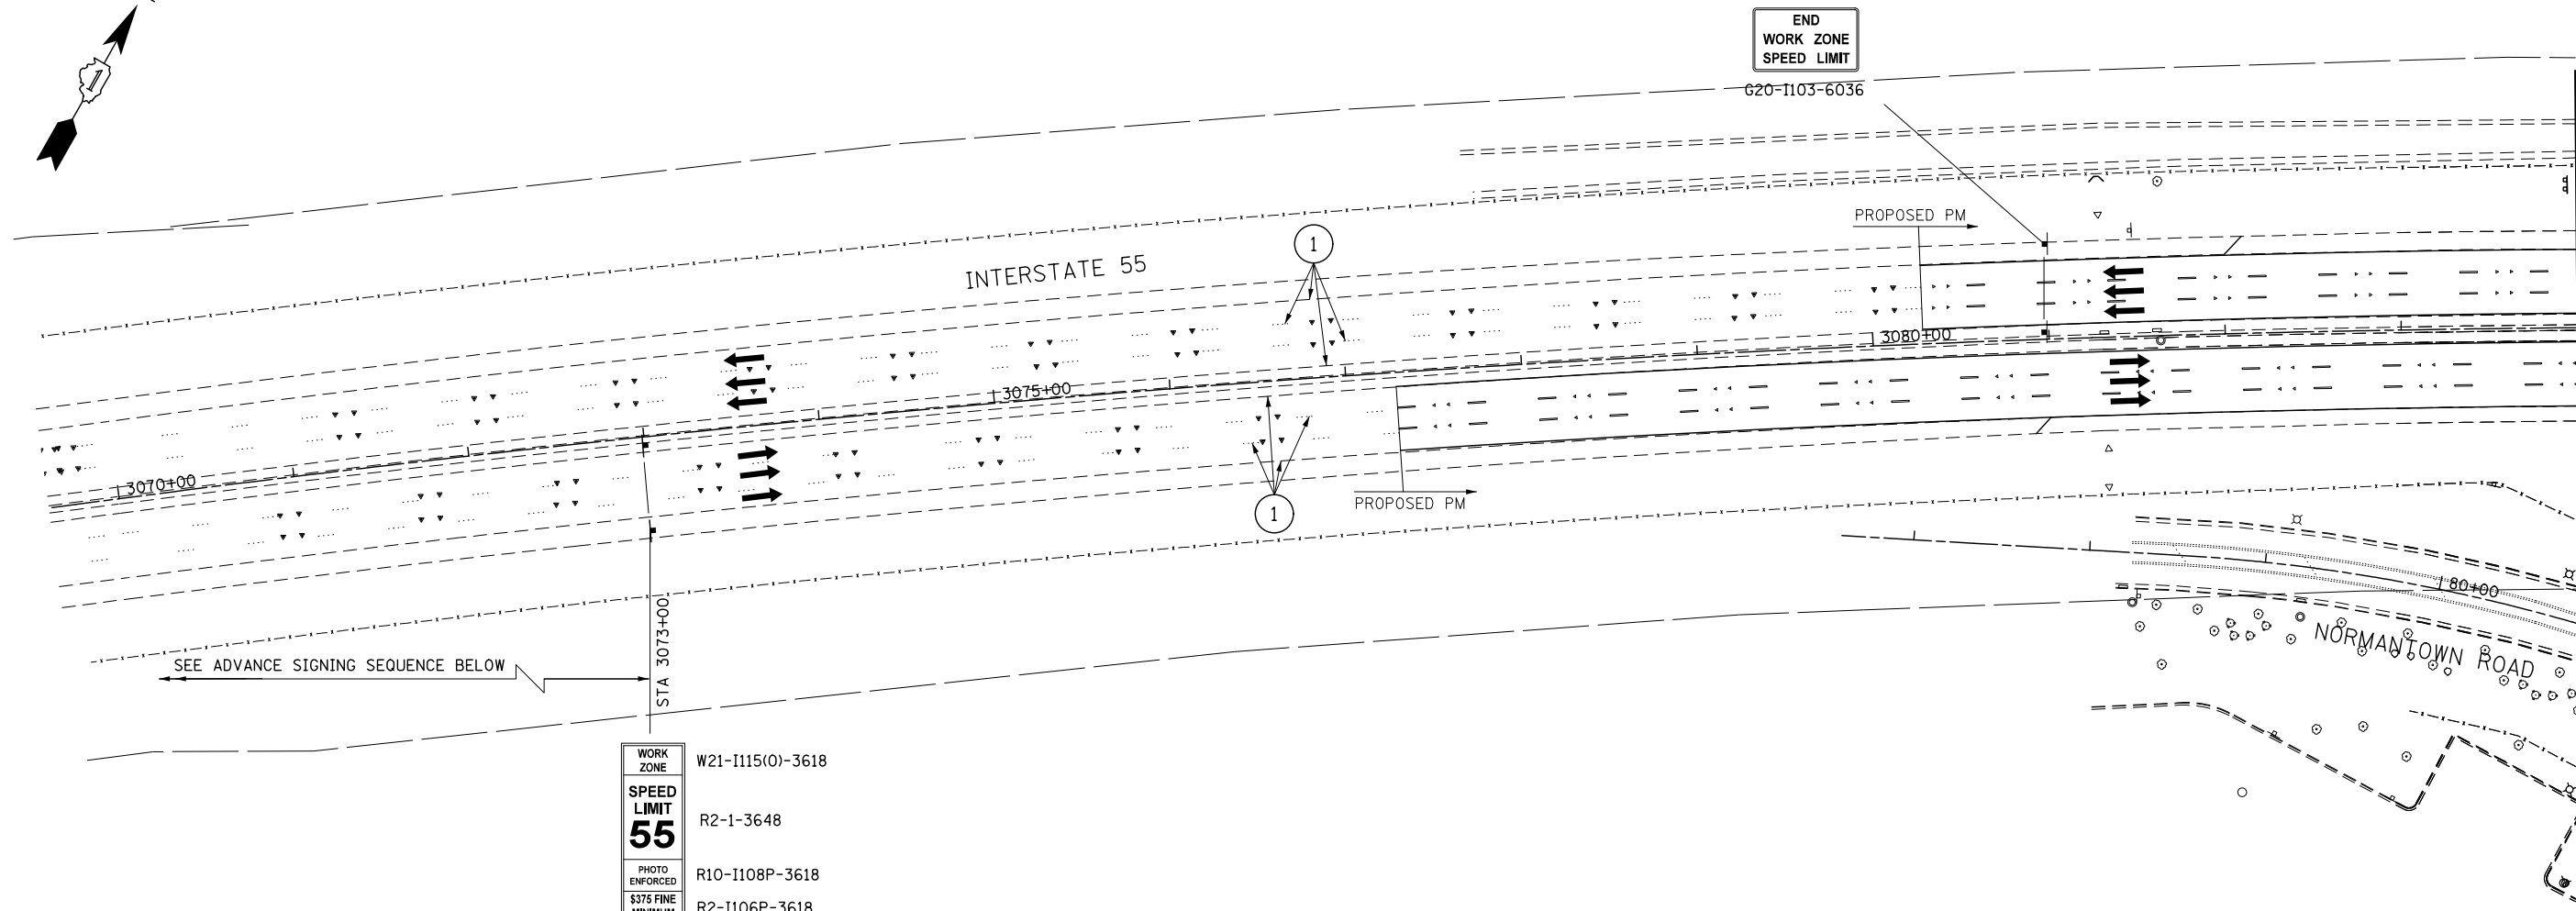 END
WORK ZONE
SPEED LIMIT
G20-I103-6036
PROPOSED PM
1
INTERSTATE 55
3080+00
3075+00
3070+00
PROPOSED PM
1
80+00
NORMANTOWN ROAD
STA 3073+00
SEE ADVANCE SIGNING SEQUENCE BELOW
WORK
ZONE
W21-I115(O)-3618
SPEED
LIMIT
55
R2-1-3648
PHOTO
ENFORCED
R10-I108P-3618
$375 FINE
MINIMUM
R2-I106P-3618